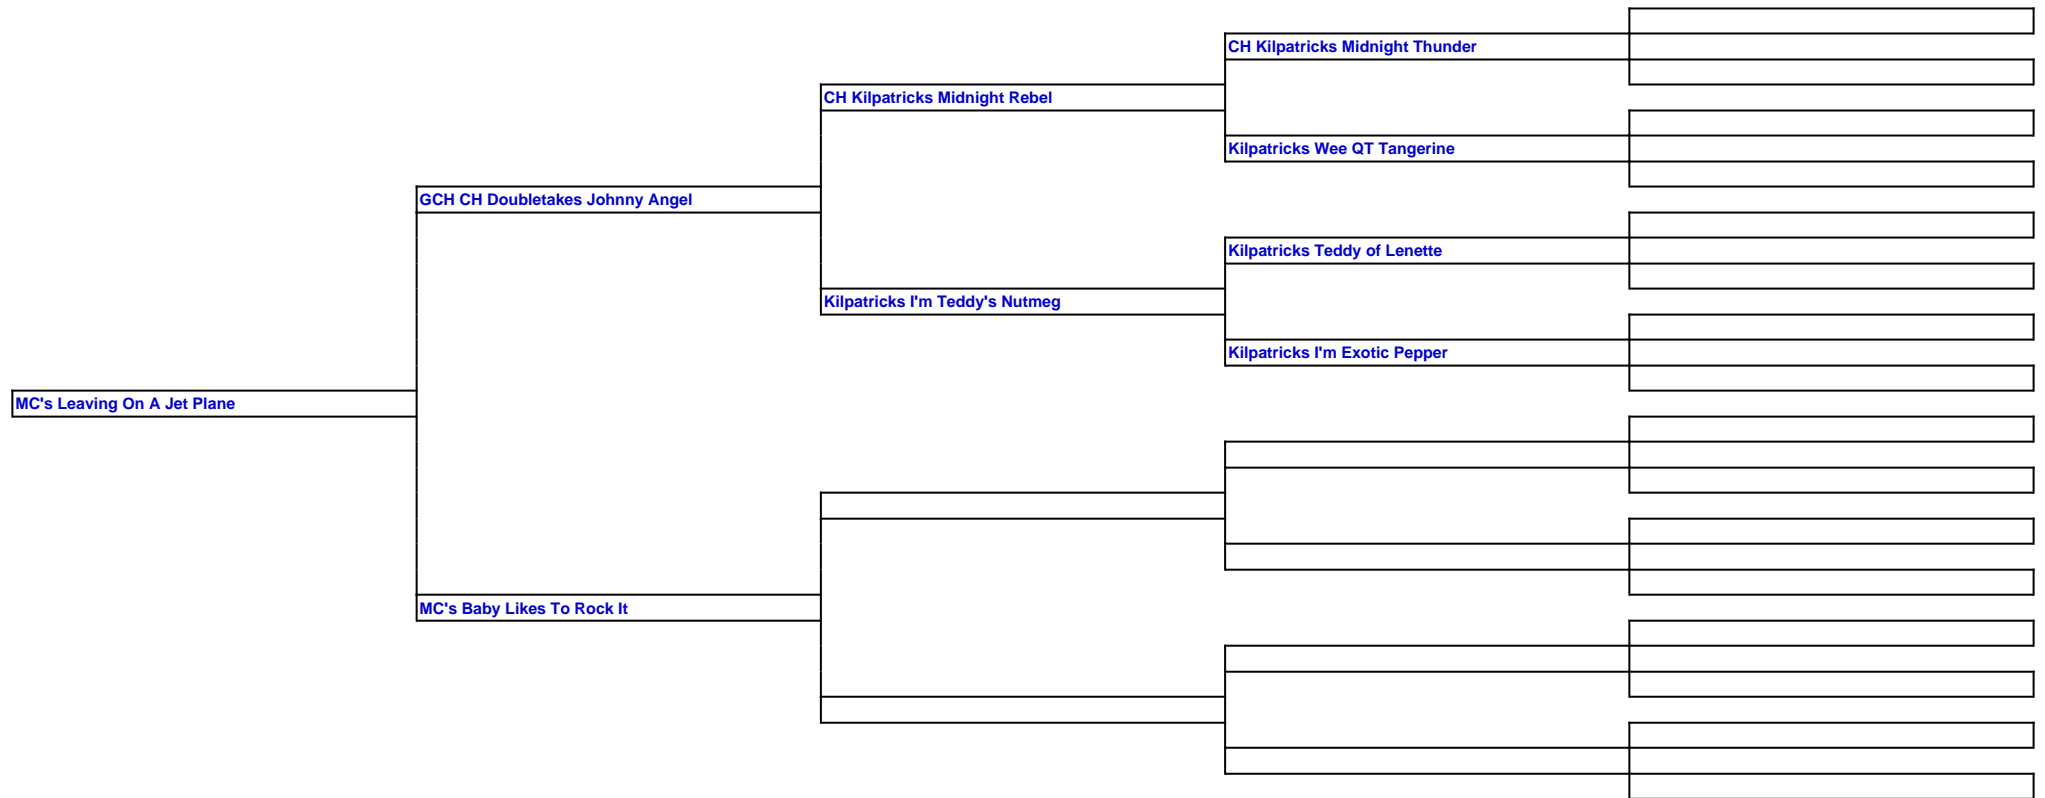 CH Kilpatricks Midnight Thunder
CH Kilpatricks Midnight Rebel
Kilpatricks Wee QT Tangerine
GCH CH Doubletakes Johnny Angel
Kilpatricks Teddy of Lenette
Kilpatricks I'm Teddy's Nutmeg
Kilpatricks I'm Exotic Pepper
MC's Leaving On A Jet Plane
MC's Baby Likes To Rock It